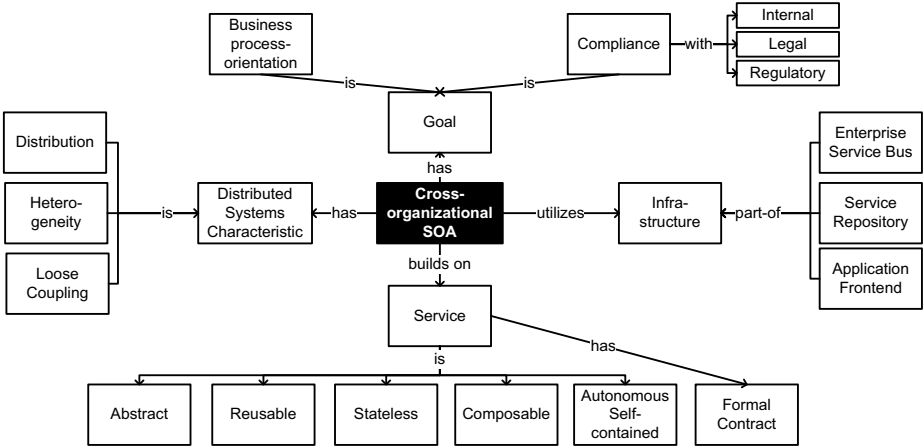 Business
process-
orientation
Compliance
with
Internal
Legal
Regulatory
is
is
Goal
has
Distribution
Hetero-
geneity
Loose
Coupling
is
Distributed
Systems
Characteristic
has
Cross-
organizational
SOA
utilizes
Infra-
structure
part-of
Enterprise
Service Bus
Service
Repository
Application
Frontend
builds on
Service
is
has
Abstract
Reusable
Stateless
Composable
Autonomous
Self-
contained
Formal
Contract